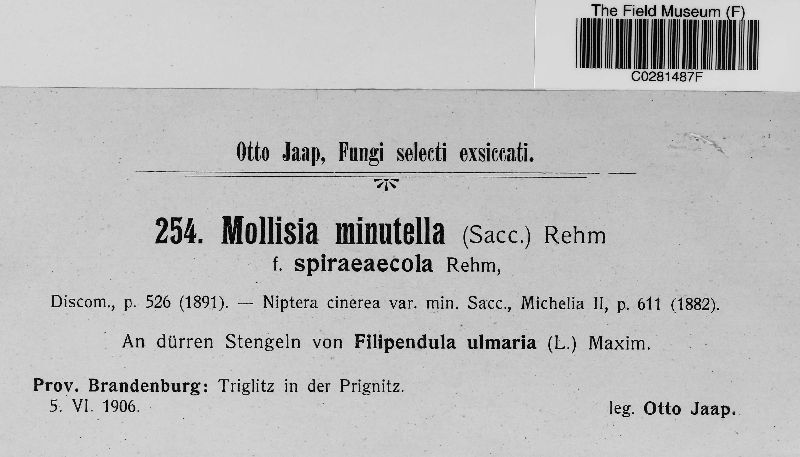 The Field Museum (F)
C0281487F
Otto Jaap, Fungi selecti exsiccati.
254. Mollisia minutella (Sacc.) Rehm
f. spiraeaecola Rehm,
Discom., p. 526 (1891). — Niptera cinerea var. min. Sacc., Michelia II, p. 611 (1882).
An dürren Stengeln von Filipendula ulmaria (L.) Maxim.
Prov. Brandenburg: Triglitz in der Prignitz.
5. VI. 1906. leg. Otto Jaap.